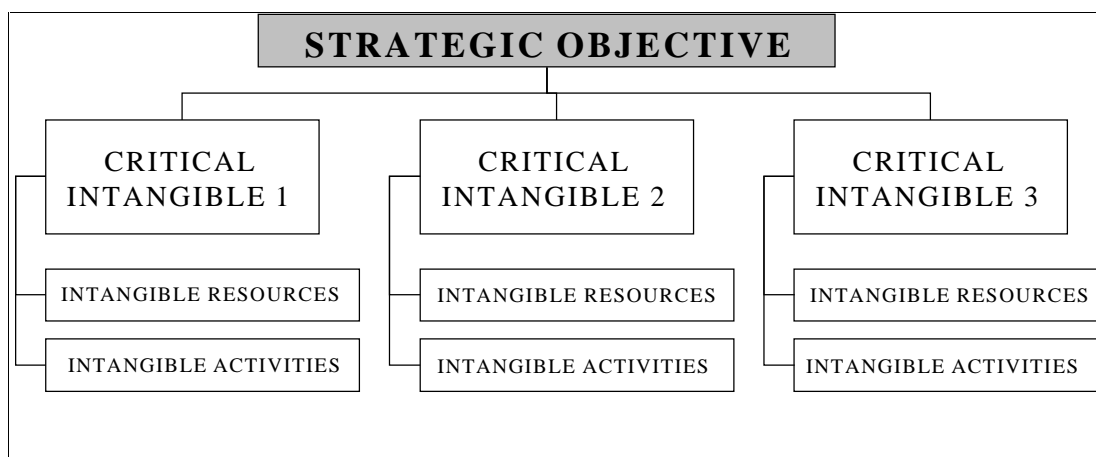 STRATEGIC OBJECTIVE
CRITICAL
INTANGIBLE 1
INTANGIBLE RESOURCES
INTANGIBLE ACTIVITIES
CRITICAL
INTANGIBLE 2
INTANGIBLE RESOURCES
INTANGIBLE ACTIVITIES
CRITICAL
INTANGIBLE 3
INTANGIBLE RESOURCES
INTANGIBLE ACTIVITIES